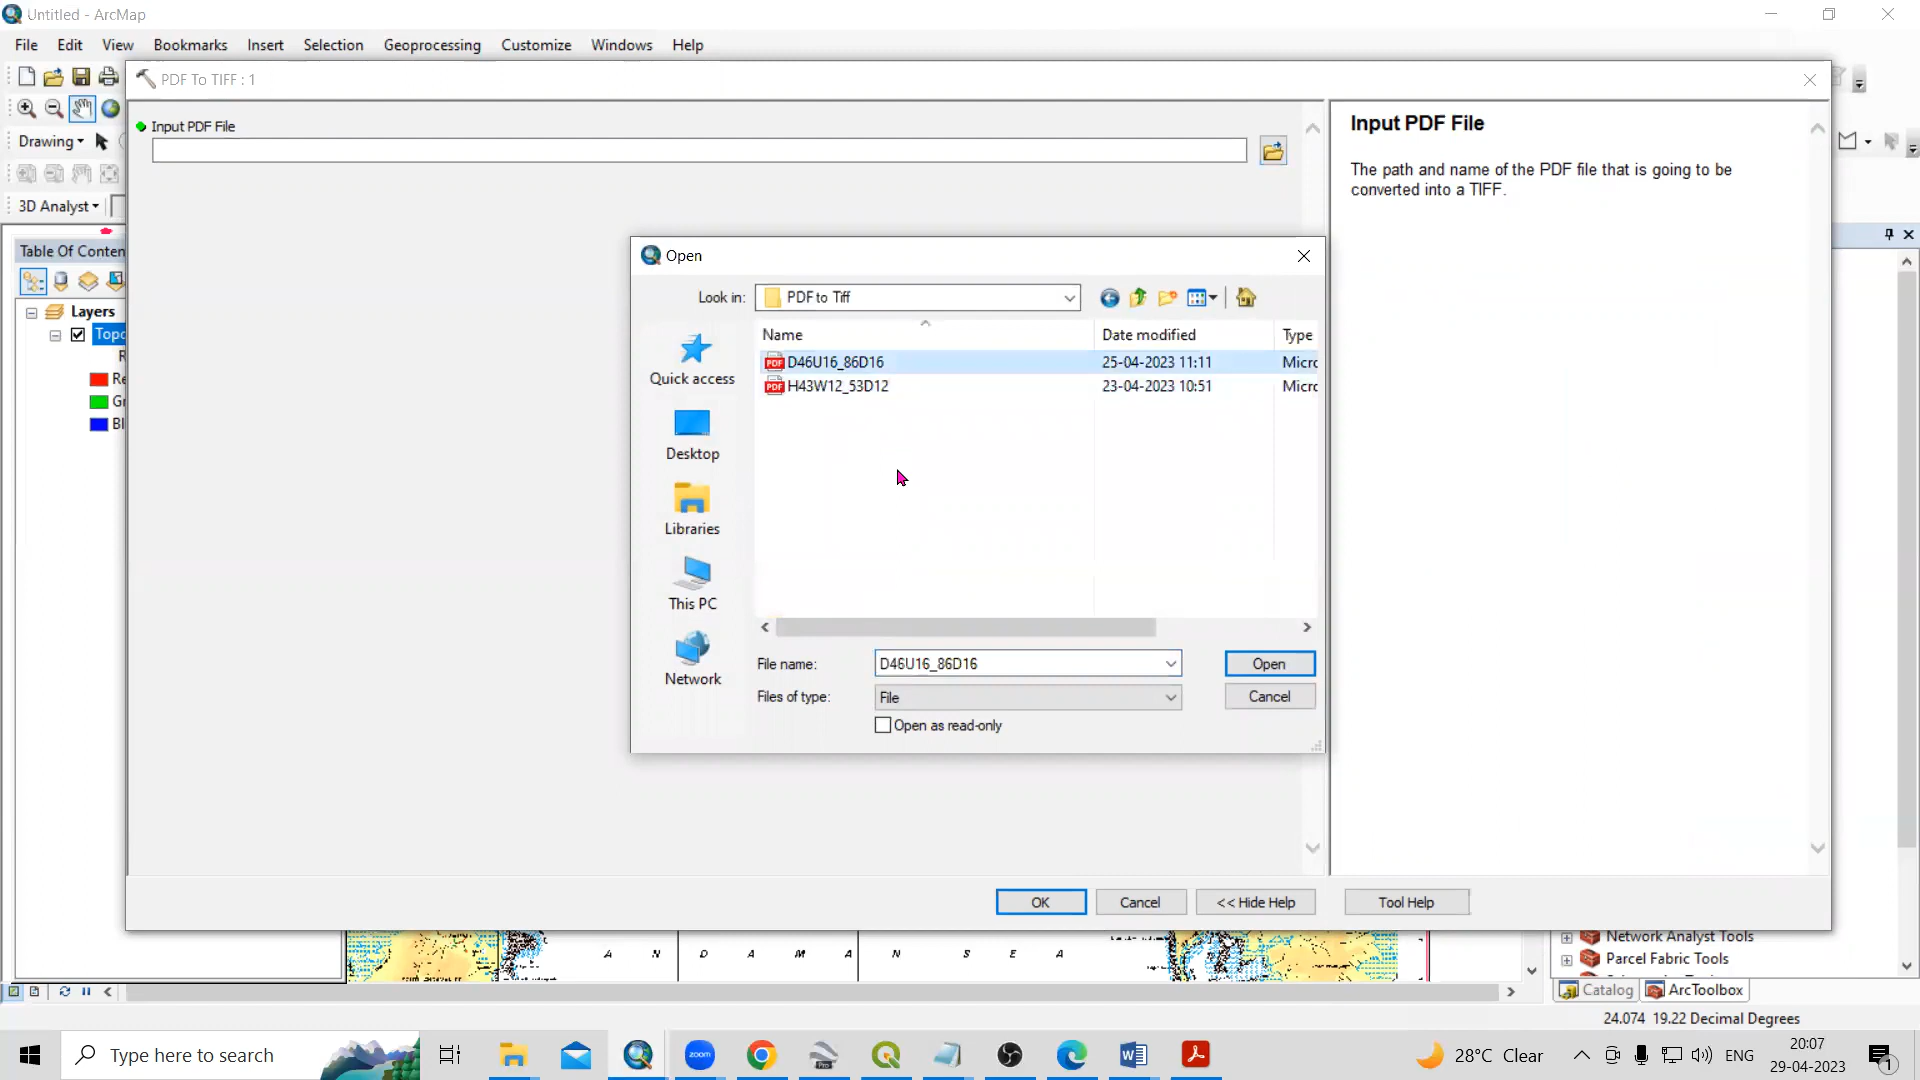 Untitled - ArcMap
File Edit View Bookmarks Insert Selection Geoprocessing Customize Windows Help
PDF To TIFF : 1
Drawing
3D Analyst
Table Of Conten
Layers
Topo
Re
Gr
Bl
Input PDF File
Open
Look in: PDF to Tiff
Name Date modified Type
D46U16_86D16 25-04-2023 11:11 Micro
H43W12_53D12 23-04-2023 10:51 Micro
Quick access
Desktop
Libraries
This PC
Network
File name: D46U16_86D16 Open
Files of type: File Cancel
Open as read-only
OK Cancel << Hide Help Tool Help
Input PDF File
The path and name of the PDF file that is going to be
converted into a TIFF.
A N D A M A N S E A
Network Analyst Tools
Parcel Fabric Tools
Catalog ArcToolbox
24.074 19.22 Decimal Degrees
Type here to search
zoom
Pro
28°C Clear
ENG
20:07
29-04-2023
1